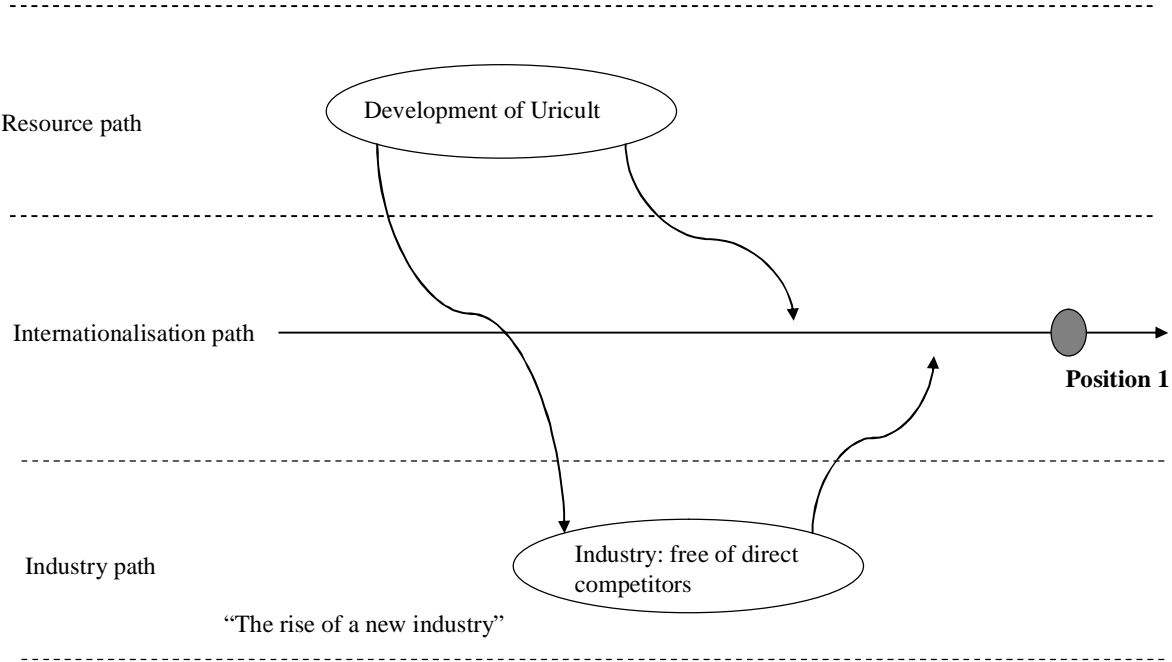 Development of Uricult
Resource path
Internationalisation path
Position 1
Industry: free of direct
competitors
Industry path
“The rise of a new industry”